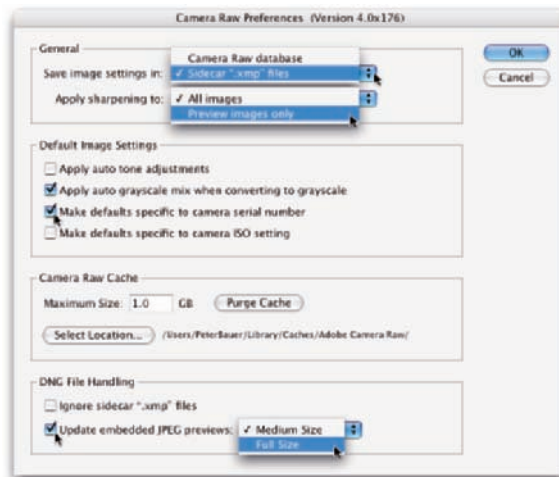 Camera Raw Preferences (Version 4.0x176)
General
Camera Raw database
Save image settings in: ✓ Sidecar ".xmp" files
Apply sharpening to: ✓ All images
Preview images only
OK
Cancel
Default Image Settings
Apply auto tone adjustments
Apply auto grayscale mix when converting to grayscale
Make defaults specific to camera serial number
Make defaults specific to camera ISO setting
Camera Raw Cache
Maximum Size: 1.0 GB Purge Cache
Select Location... /Users/PeterBauer/Library/Caches/Adobe Camera Raw/
DNG File Handling
Ignore sidecar ".xmp" files
Update embedded JPEG previews: ✓ Medium Size
Full Size